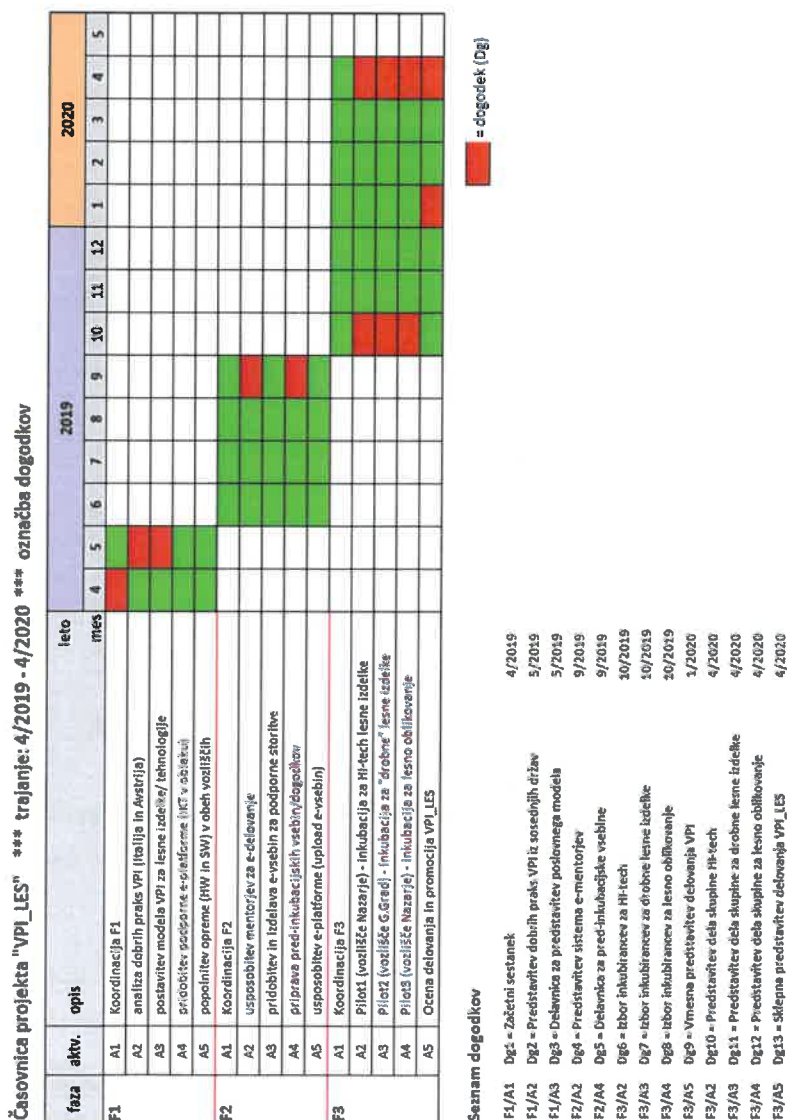 Časovnica projekta "VPI_LES" *** trajanje: 4/2019 - 4/2020 *** označba dogodkov
leto 2019 2020
faza aktv. opis mes 4 5 6 7 8 9 10 11 12 1 2 3 4 5
F1 A1 Koordinacija F1
A2 analiza dobrih praks VPI (Italija in Avstrija)
A3 postavitev modela VPI za lesne izdelke/ tehnologije
A4 pridobitev podporne e-platforme (IKT v oblaku)
A5 popolnitev opreme (HW in SW) v obeh vozliščih
F2 A1 Koordinacija F2
A2 usposobitev mentorjev za e-delovanje
A3 pridobitev in izdelava e-vsebin za podporne storitve
A4 priprava pred-inkubacijskih vsebin/dogodkov
A5 usposobitev e-platforme (upload e-vsebin)
F3 A1 Koordinacija F3
A2 Pilot1 (vozlišče Nazarje) - inkubacija za Hi-tech lesne izdelke
A3 Pilot2 (vozlišče G.Grad) - inkubacija za "drobne" lesne izdelke
A4 Pilot3 (vozlišče Nazarje) - inkubacija za lesno oblikovanje
A5 Ocena delovanja in promocija VPI_LES
= dogodek (Dg)
Seznam dogodkov
F1/A1 Dg1 = Začetni sestanek 4/2019
F1/A2 Dg2 = Predstavitev dobrih praks VPI iz sosednjih držav 5/2019
F1/A3 Dg3 = Delavnica za predstavitev poslovnega modela 5/2019
F2/A2 Dg4 = Predstavitev sistema e-mentorjev 9/2019
F2/A4 Dg5 = Delavnica za pred-inkubacijske vsebine 9/2019
F3/A2 Dg6 = Izbor inkubirancev za Hi-tech 10/2019
F3/A3 Dg7 = Izbor inkubirancev za drobne lesne izdelke 10/2019
F3/A4 Dg8 = Izbor inkubirancev za lesno oblikovanje 10/2019
F3/A5 Dg9 = Vmesna predstavitev delovanja VPI 1/2020
F3/A2 Dg10 = Predstavitev dela skupine Hi-tech 4/2020
F3/A3 Dg11 = Predstavitev dela skupine za drobne lesne izdelke 4/2020
F3/A4 Dg12 = Predstavitev dela skupine za lesno oblikovanje 4/2020
F3/A5 Dg13 = Sklepna predstavitev delovanja VPI_LES 4/2020